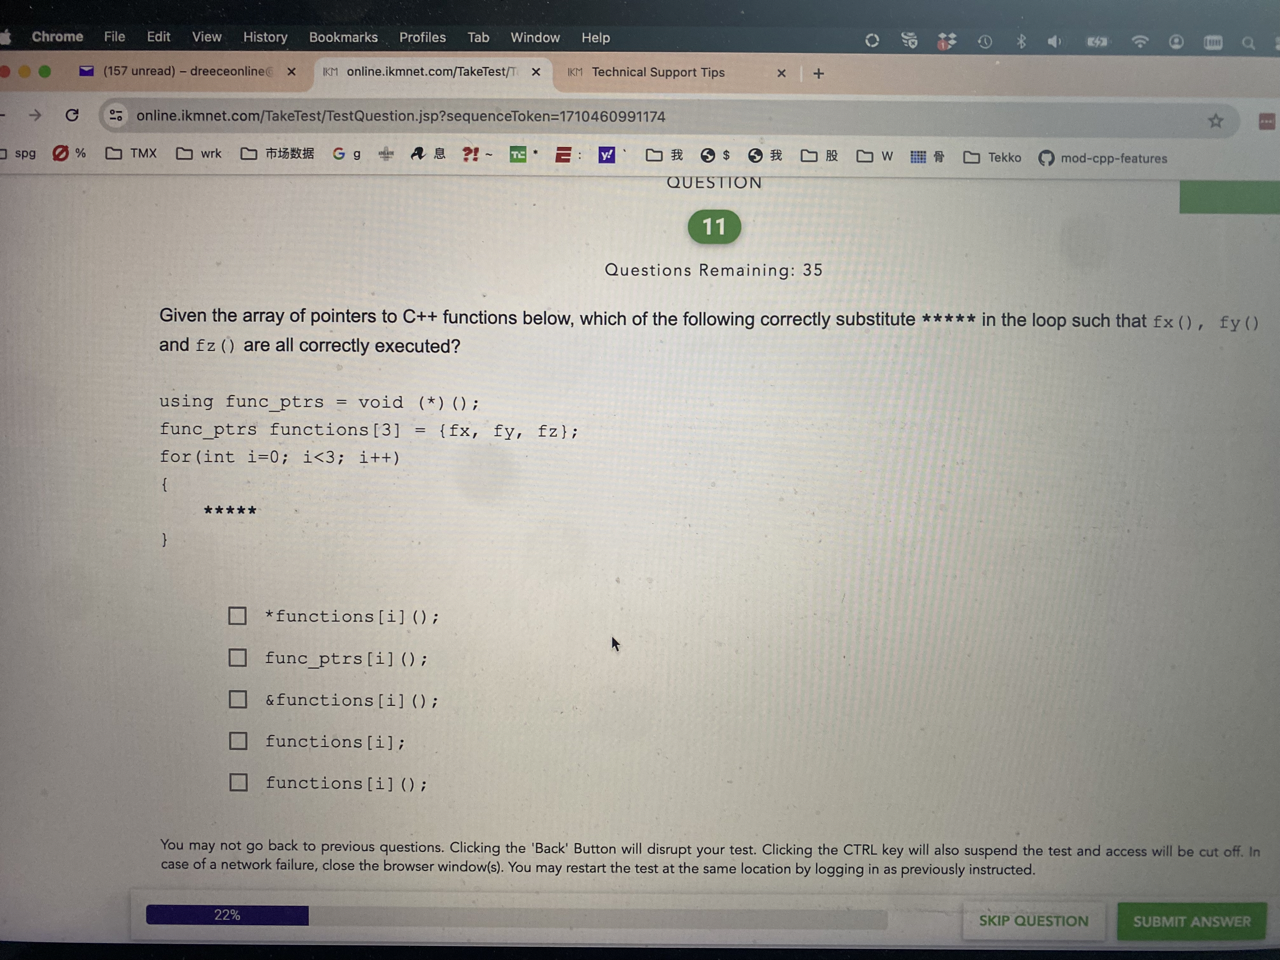 Chrome File Edit View History Bookmarks Profiles Tab Window Help
(157 unread) – dreeceonline@ × IKM online.ikmnet.com/TakeTest/T × IKM Technical Support Tips × +
online.ikmnet.com/TakeTest/TestQuestion.jsp?sequenceToken=1710460991174
spg % TMX wrk 市场数据 G g 息 ?! ~ TC • E : y! ` 我 $ 我 股 W 骨 Tekko mod-cpp-features
QUESTION
11
Questions Remaining: 35
Given the array of pointers to C++ functions below, which of the following correctly substitute ***** in the loop such that fx(), fy()
and fz() are all correctly executed?
using func_ptrs = void (*)();
func_ptrs functions[3] = {fx, fy, fz};
for(int i=0; i<3; i++)
{
*****
}
*functions[i]();
func_ptrs[i]();
&functions[i]();
functions[i];
functions[i]();
You may not go back to previous questions. Clicking the 'Back' Button will disrupt your test. Clicking the CTRL key will also suspend the test and access will be cut off. In
case of a network failure, close the browser window(s). You may restart the test at the same location by logging in as previously instructed.
22%
SKIP QUESTION
SUBMIT ANSWER